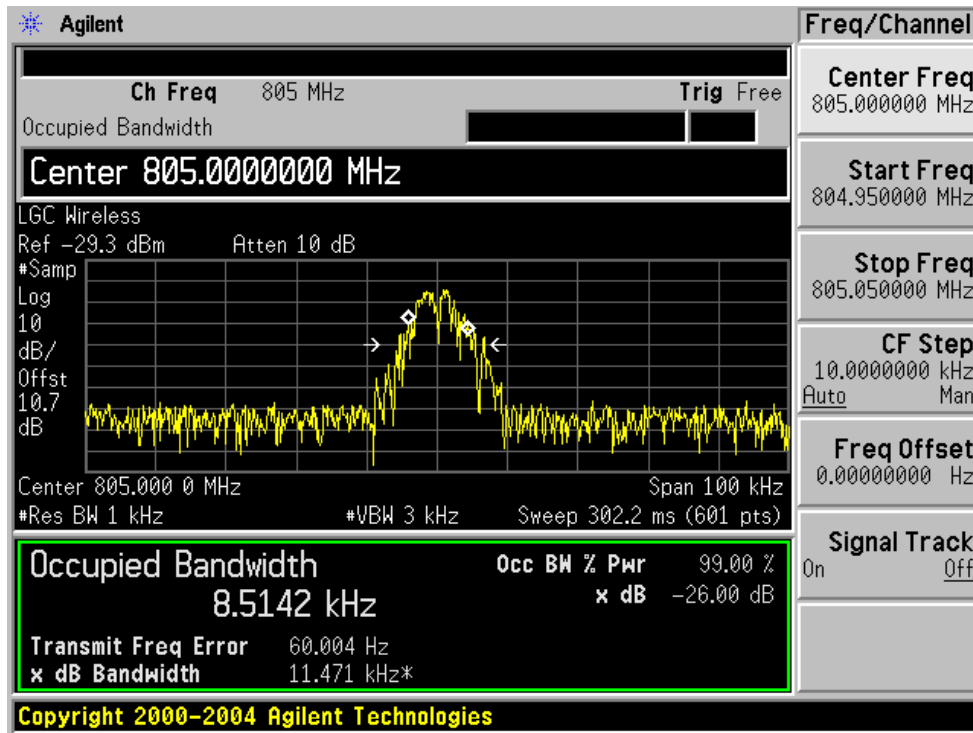 Agilent
Freq/Channel
Ch Freq 805 MHz Trig Free
Occupied Bandwidth
Center 805.0000000 MHz
LGC Wireless
Ref -29.3 dBm Atten 10 dB
#Samp
Log
10
dB/
Offst
10.7
dB
Center 805.000 0 MHz Span 100 kHz
#Res BW 1 kHz #VBW 3 kHz Sweep 302.2 ms (601 pts)
Occupied Bandwidth
8.5142 kHz
Occ BW % Pwr 99.00 %
x dB -26.00 dB
Transmit Freq Error 60.004 Hz
x dB Bandwidth 11.471 kHz*
Copyright 2000-2004 Agilent Technologies
Center Freq
805.000000 MHz
Start Freq
804.950000 MHz
Stop Freq
805.050000 MHz
CF Step
10.0000000 kHz
Auto Man
Freq Offset
0.00000000 Hz
Signal Track
On Off